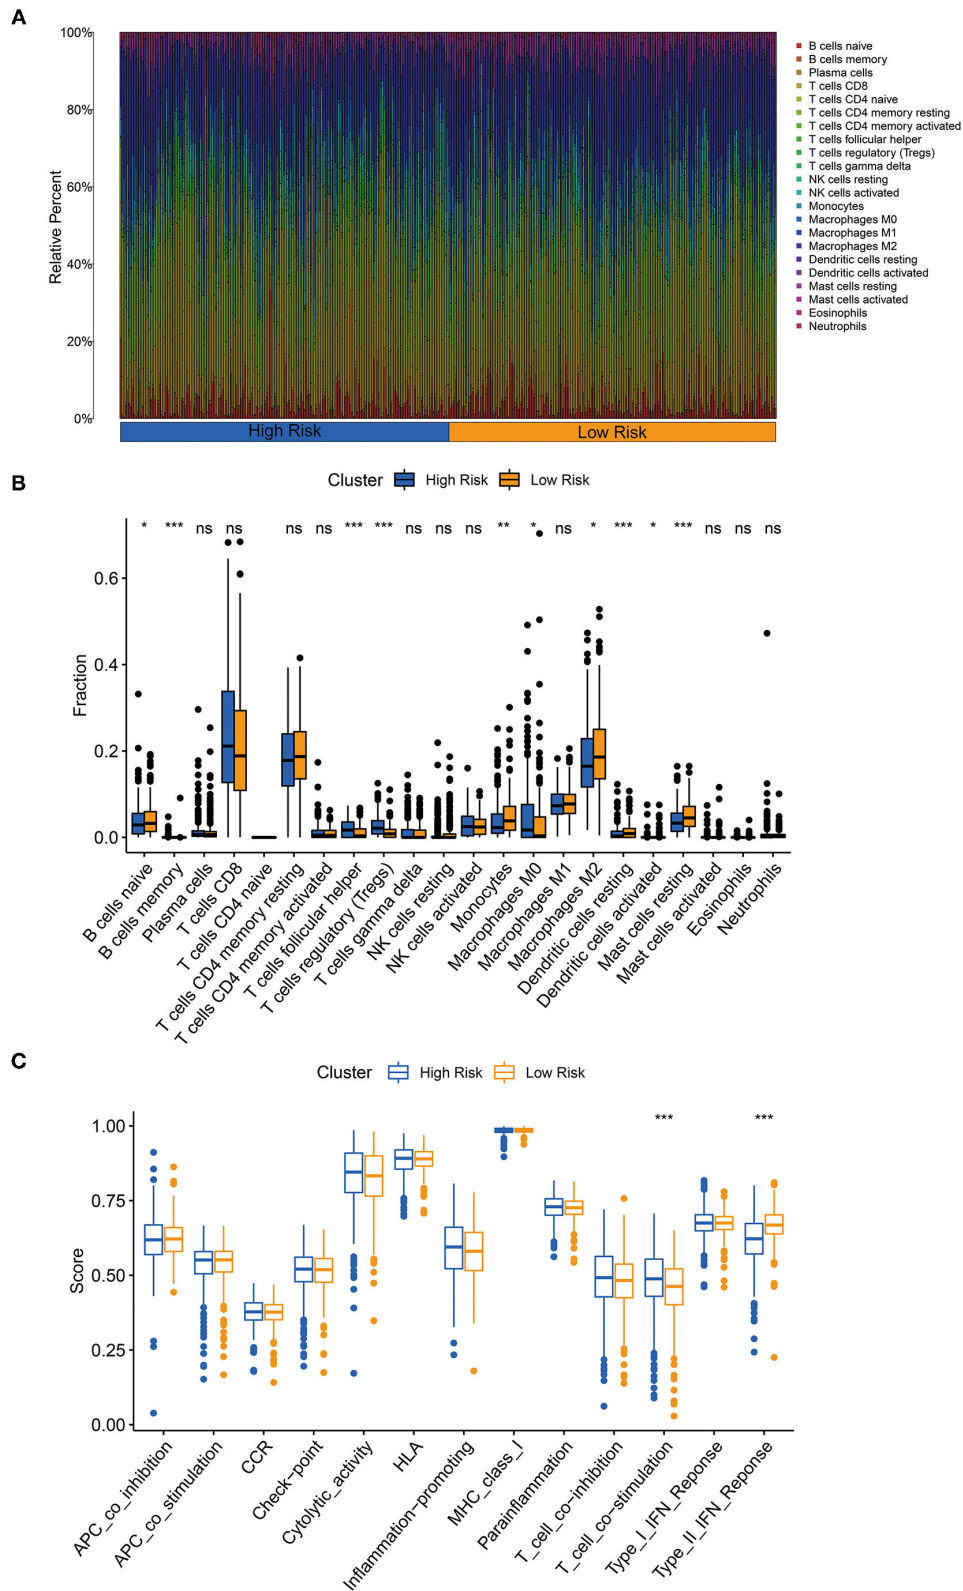 A
100%
80%
60%
40%
20%
0%
Relative Percent
High Risk
Low Risk
B cells naive
B cells memory
Plasma cells
T cells CD8
T cells CD4 naive
T cells CD4 memory resting
T cells CD4 memory activated
T cells follicular helper
T cells regulatory (Tregs)
T cells gamma delta
NK cells resting
NK cells activated
Monocytes
Macrophages M0
Macrophages M1
Macrophages M2
Dendritic cells resting
Dendritic cells activated
Mast cells resting
Mast cells activated
Eosinophils
Neutrophils
B
Cluster High Risk Low Risk
* *** ns ns ns ns *** *** ns ns ns ** * ns * *** * *** ns ns ns
0.6
0.4
0.2
0.0
Fraction
B cells naive
B cells memory
Plasma cells
T cells CD8
T cells CD4 naive
T cells CD4 memory resting
T cells CD4 memory activated
T cells follicular helper
T cells regulatory (Tregs)
T cells gamma delta
NK cells resting
NK cells activated
Monocytes
Macrophages M0
Macrophages M1
Macrophages M2
Dendritic cells resting
Dendritic cells activated
Mast cells resting
Mast cells activated
Eosinophils
Neutrophils
C
Cluster High Risk Low Risk
*** ***
1.00
0.75
0.50
0.25
0.00
Score
APC_co_inhibition
APC_co_stimulation
CCR
Check−point
Cytolytic_activity
HLA
Inflammation−promoting
MHC_class_I
Parainflammation
T_cell_co−inhibition
T_cell_co−stimulation
Type_I_IFN_Reponse
Type_II_IFN_Reponse